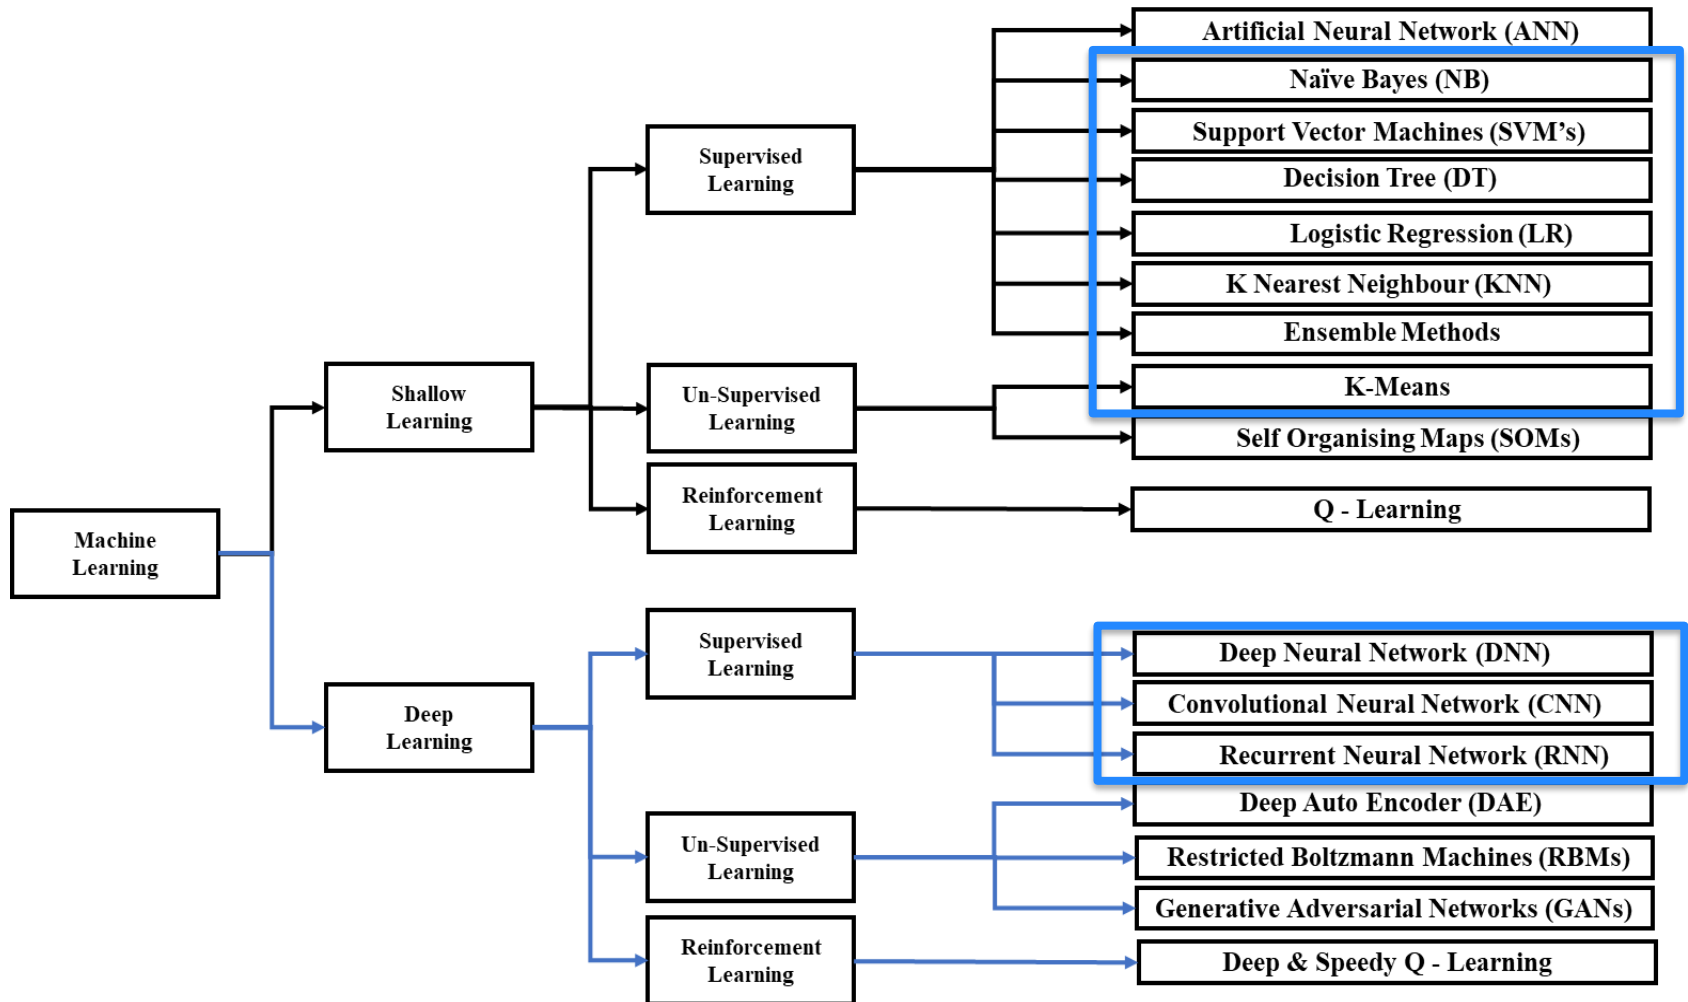 Artificial Neural Network (ANN)
Naïve Bayes (NB)
Support Vector Machines (SVM’s)
Decision Tree (DT)
Logistic Regression (LR)
K Nearest Neighbour (KNN)
Ensemble Methods
K-Means
Self Organising Maps (SOMs)
Q - Learning
Supervised
Learning
Un-Supervised
Learning
Reinforcement
Learning
Shallow
Learning
Machine
Learning
Deep
Learning
Supervised
Learning
Un-Supervised
Learning
Reinforcement
Learning
Deep Neural Network (DNN)
Convolutional Neural Network (CNN)
Recurrent Neural Network (RNN)
Deep Auto Encoder (DAE)
Restricted Boltzmann Machines (RBMs)
Generative Adversarial Networks (GANs)
Deep & Speedy Q - Learning